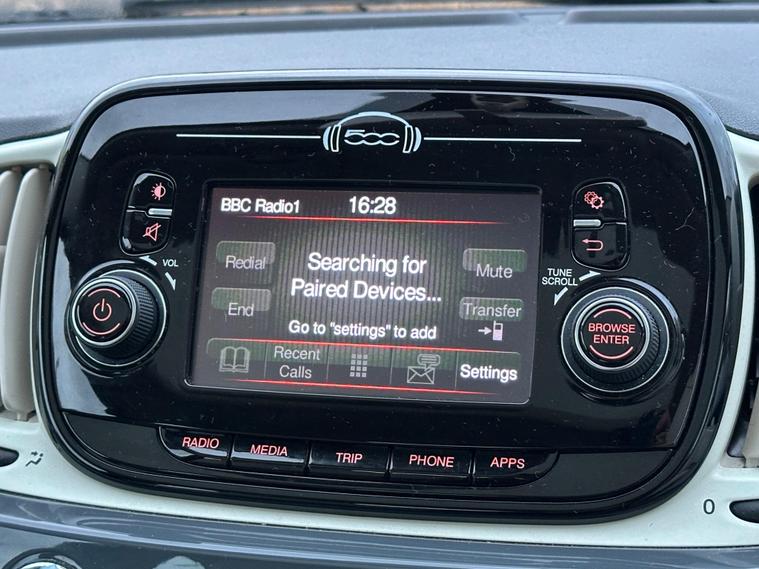 500
BBC Radio1 16:28
VOL
TUNE
SCROLL
Redial
Searching for
Paired Devices...
Mute
End
Transfer
Go to "settings" to add
Recent
Calls
Settings
BROWSE
ENTER
RADIO
MEDIA
TRIP
PHONE
APPS
0